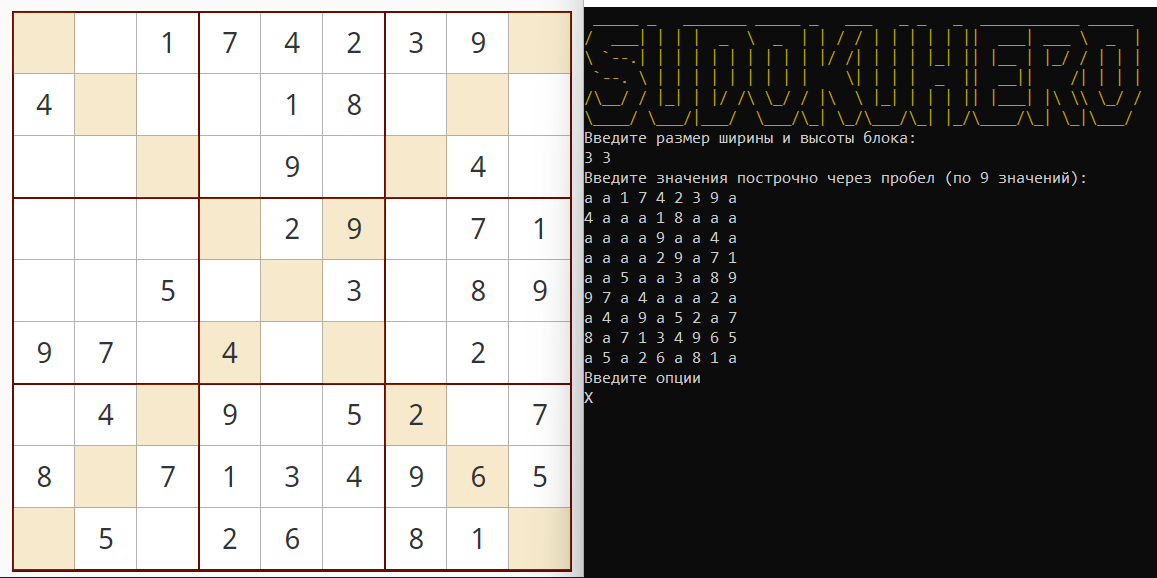 1 7 4 2 3 9
4 1 8
9 4
2 9 7 1
5 3 8 9
9 7 4 2
4 9 5 2 7
8 7 1 3 4 9 6 5
5 2 6 8 1
SUDOKUHERO
Введите размер ширины и высоты блока:
3 3
Введите значения построчно через пробел (по 9 значений):
a a 1 7 4 2 3 9 a
4 a a a 1 8 a a a
a a a a 9 a a 4 a
a a a a 2 9 a 7 1
a a 5 a a 3 a 8 9
9 7 a 4 a a a 2 a
a 4 a 9 a 5 2 a 7
8 a 7 1 3 4 9 6 5
a 5 a 2 6 a 8 1 a
Введите опции
X